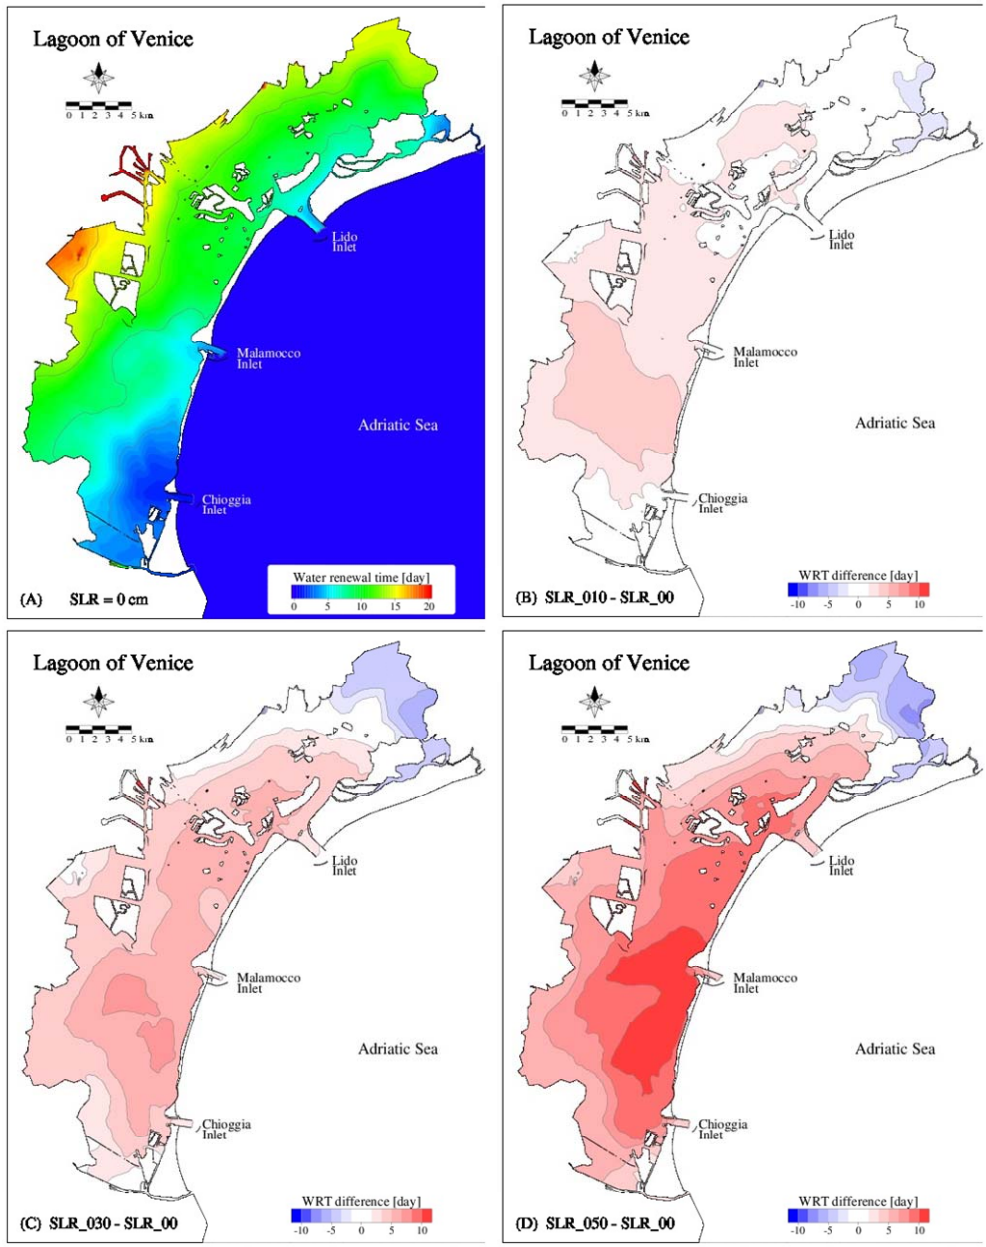 Lagoon of Venice
0 1 2 3 4 5 km
Lido
Inlet
Malamocco
Inlet
Adriatic Sea
Chioggia
Inlet
Water renewal time [day]
0 5 10 15 20
(A) SLR = 0 cm
Lagoon of Venice
0 1 2 3 4 5 km
Lido
Inlet
Malamocco
Inlet
Adriatic Sea
Chioggia
Inlet
WRT difference [day]
-10 -5 0 5 10
(B) SLR_010 - SLR_00
Lagoon of Venice
0 1 2 3 4 5 km
Lido
Inlet
Malamocco
Inlet
Adriatic Sea
Chioggia
Inlet
WRT difference [day]
-10 -5 0 5 10
(C) SLR_030 - SLR_00
Lagoon of Venice
0 1 2 3 4 5 km
Lido
Inlet
Malamocco
Inlet
Adriatic Sea
Chioggia
Inlet
WRT difference [day]
-10 -5 0 5 10
(D) SLR_050 - SLR_00